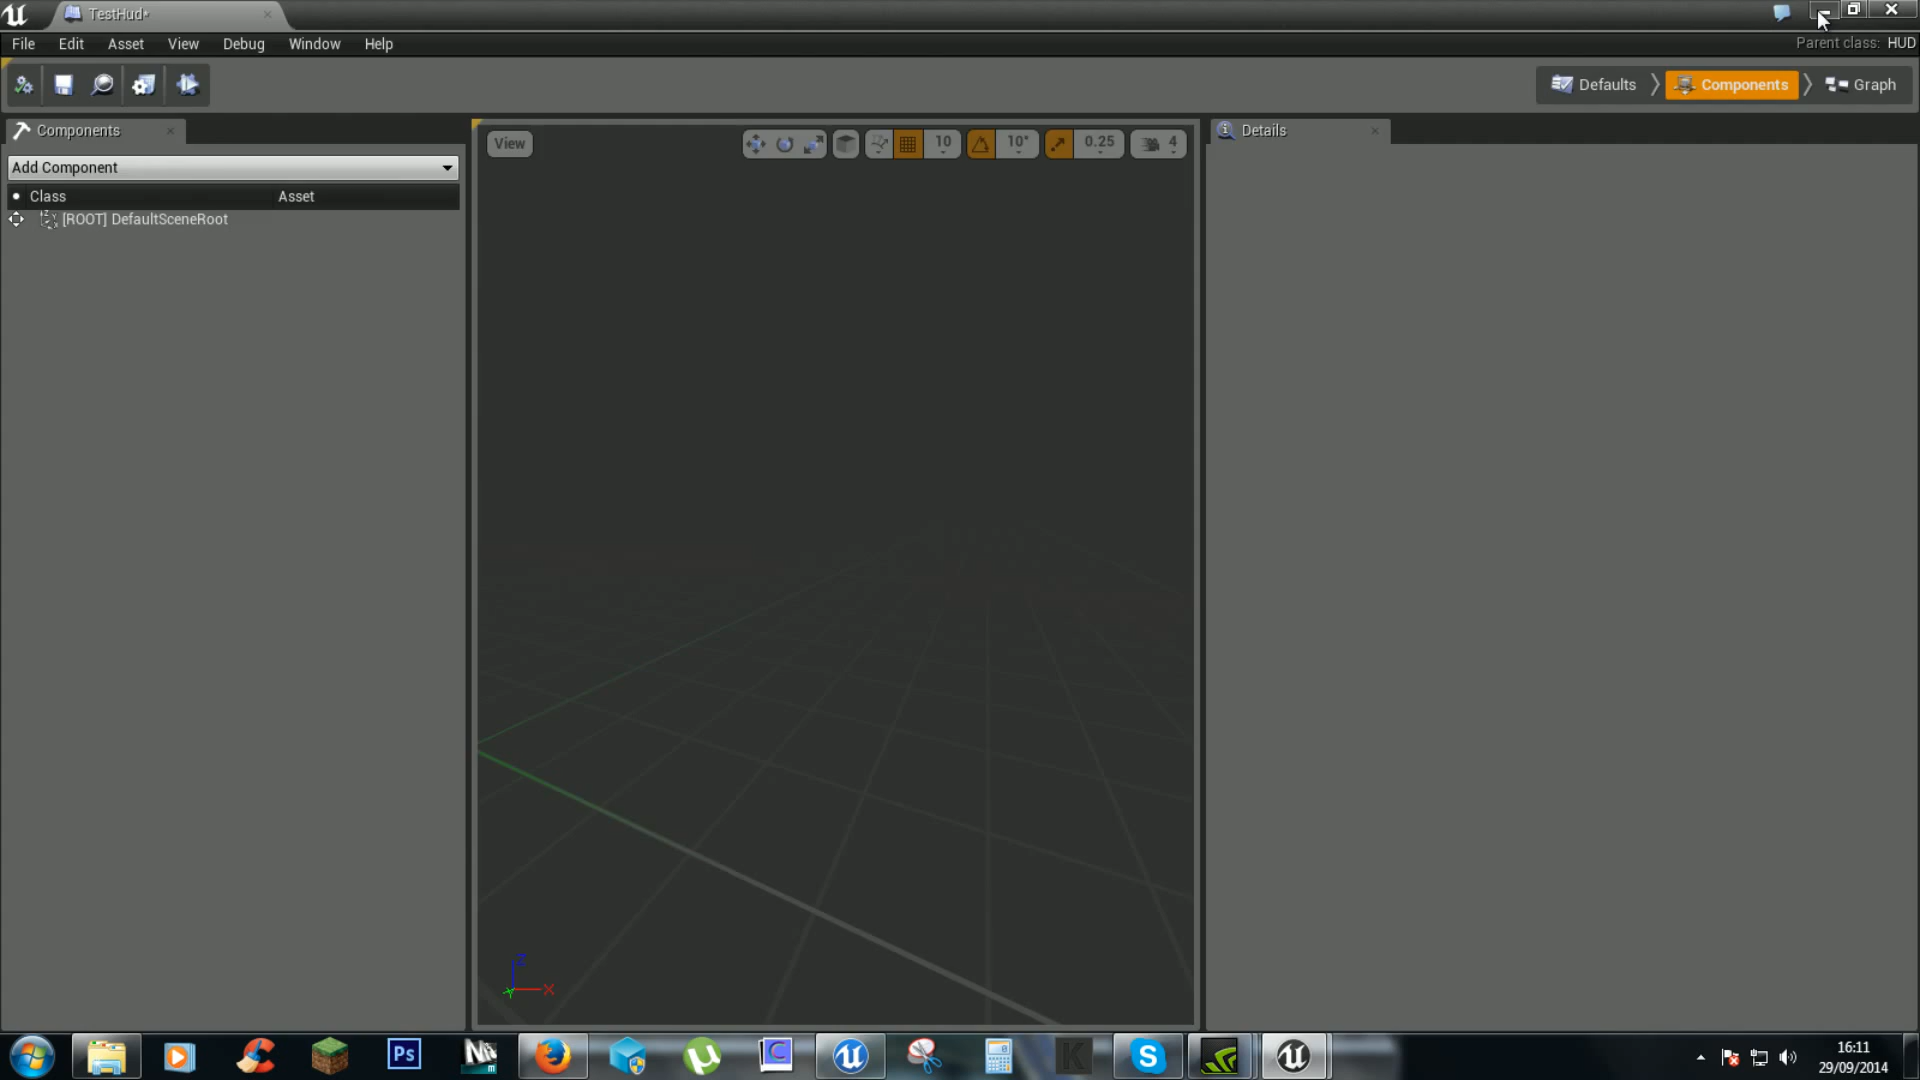 TestHud*
File Edit Asset View Debug Window Help
Parent class: HUD
Defaults Components Graph
Components
Add Component
Class Asset
[ROOT] DefaultSceneRoot
View
10 10° 0.25 4
Details
Z
X
Ps
16:11
29/09/2014